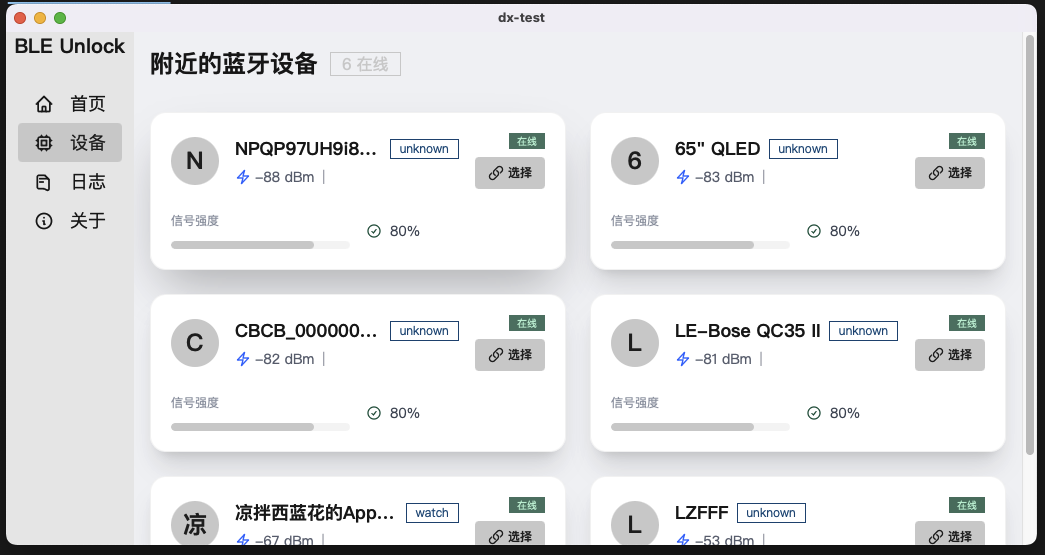 dx-test
BLE Unlock
首页
设备
日志
关于
附近的蓝牙设备 6 在线
N NPQP97UH9i8... unknown 在线
-88 dBm | 选择
信号强度 80%
6 65" QLED unknown 在线
-83 dBm | 选择
信号强度 80%
C CBCB_000000... unknown 在线
-82 dBm | 选择
信号强度 80%
L LE-Bose QC35 II unknown 在线
-81 dBm | 选择
信号强度 80%
凉 凉拌西蓝花的App... watch 在线
-67 dBm | 选择
L LZFFF unknown 在线
-53 dBm | 选择